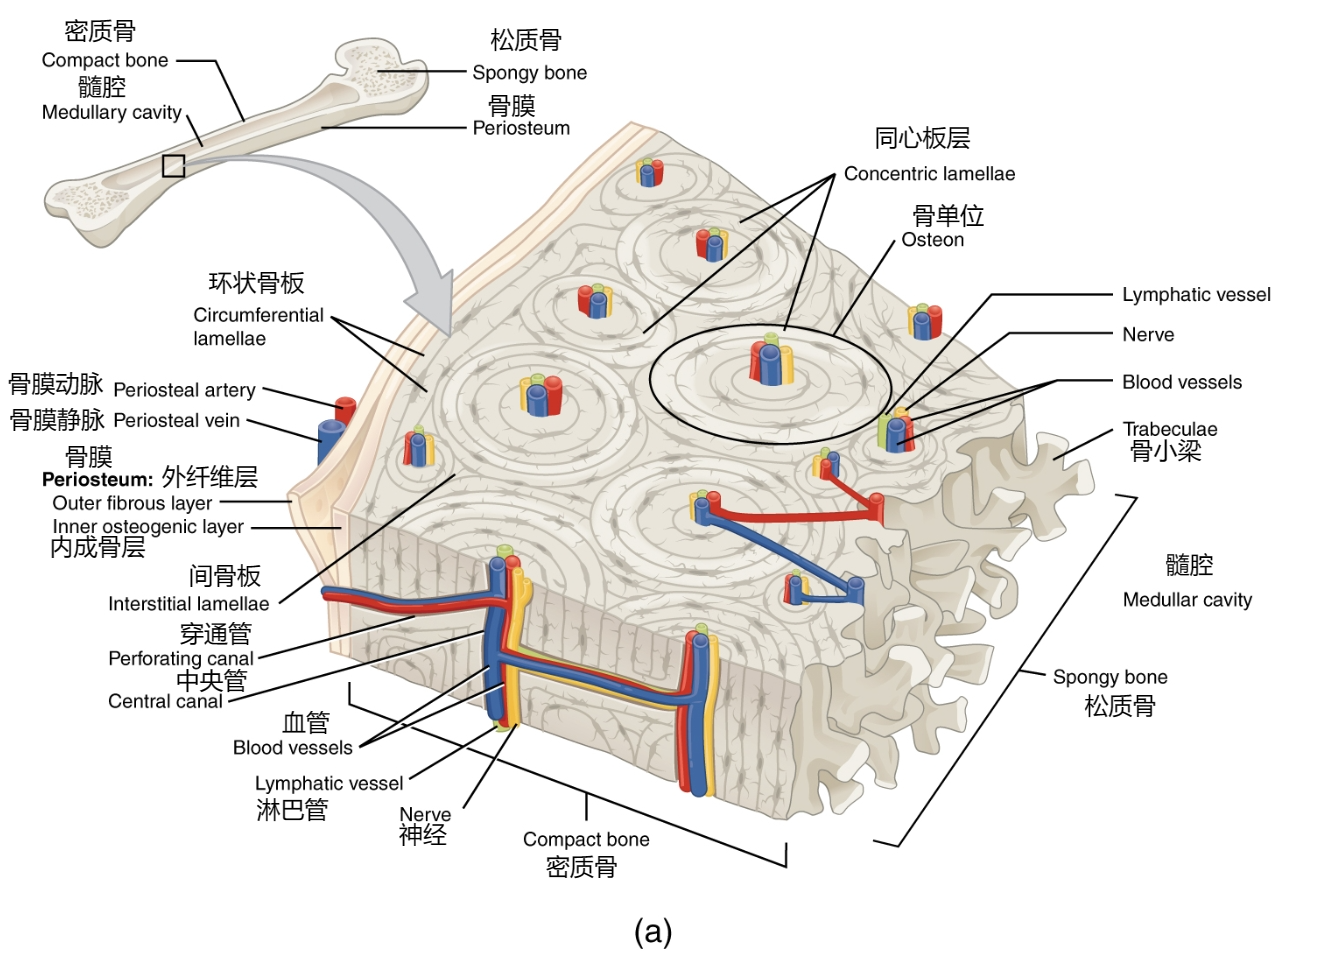 密质骨
Compact bone
髓腔
Medullary cavity
松质骨
Spongy bone
骨膜
Periosteum
同心板层
Concentric lamellae
骨单位
Osteon
环状骨板
Circumferential
lamellae
Lymphatic vessel
Nerve
Blood vessels
Trabeculae
骨小梁
骨膜动脉 Periosteal artery
骨膜静脉 Periosteal vein
骨膜
Periosteum: 外纤维层
Outer fibrous layer
Inner osteogenic layer
内成骨层
间骨板
Interstitial lamellae
穿通管
Perforating canal
中央管
Central canal
血管
Blood vessels
Lymphatic vessel
淋巴管
Nerve
神经
Compact bone
密质骨
髓腔
Medullar cavity
Spongy bone
松质骨
(a)